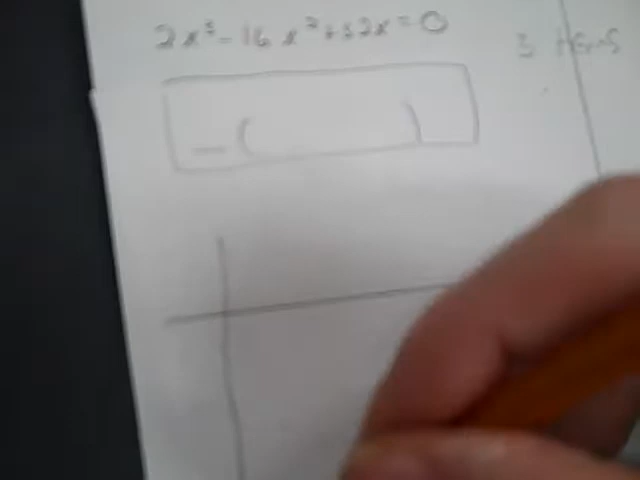 2x³ - 16x² + 32x = 0
3 terms
_ ( )